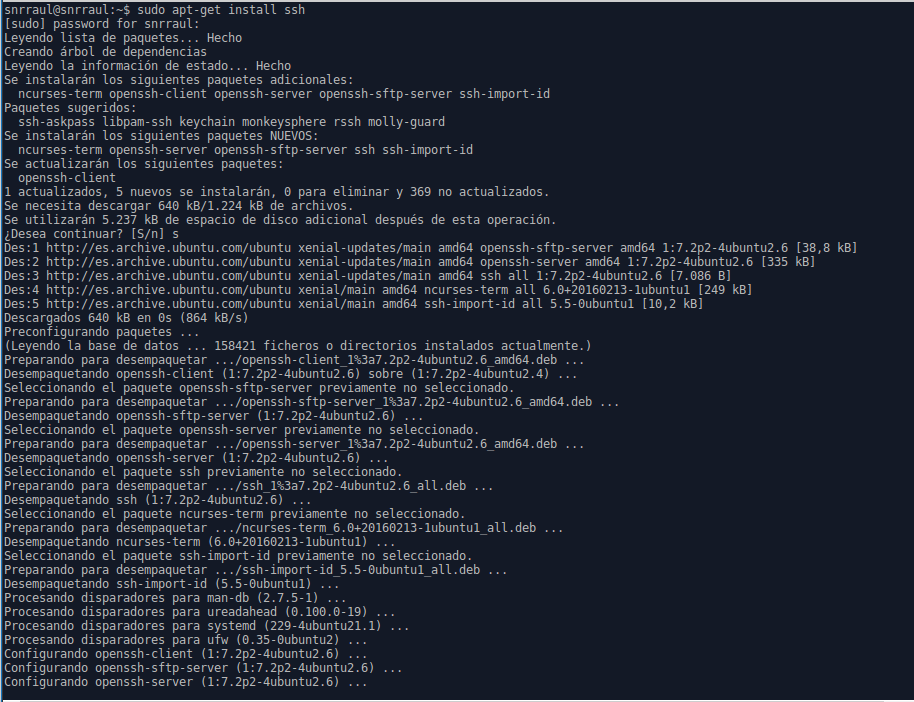 snrraul@snrraul:~$ sudo apt-get install ssh
[sudo] password for snrraul:
Leyendo lista de paquetes... Hecho
Creando árbol de dependencias
Leyendo la información de estado... Hecho
Se instalarán los siguientes paquetes adicionales:
  ncurses-term openssh-client openssh-server openssh-sftp-server ssh-import-id
Paquetes sugeridos:
  ssh-askpass libpam-ssh keychain monkeysphere rssh molly-guard
Se instalarán los siguientes paquetes NUEVOS:
  ncurses-term openssh-server openssh-sftp-server ssh ssh-import-id
Se actualizarán los siguientes paquetes:
  openssh-client
1 actualizados, 5 nuevos se instalarán, 0 para eliminar y 369 no actualizados.
Se necesita descargar 640 kB/1.224 kB de archivos.
Se utilizarán 5.237 kB de espacio de disco adicional después de esta operación.
¿Desea continuar? [S/n] s
Des:1 http://es.archive.ubuntu.com/ubuntu xenial-updates/main amd64 openssh-sftp-server amd64 1:7.2p2-4ubuntu2.6 [38,8 kB]
Des:2 http://es.archive.ubuntu.com/ubuntu xenial-updates/main amd64 openssh-server amd64 1:7.2p2-4ubuntu2.6 [335 kB]
Des:3 http://es.archive.ubuntu.com/ubuntu xenial-updates/main amd64 ssh all 1:7.2p2-4ubuntu2.6 [7.086 B]
Des:4 http://es.archive.ubuntu.com/ubuntu xenial/main amd64 ncurses-term all 6.0+20160213-1ubuntu1 [249 kB]
Des:5 http://es.archive.ubuntu.com/ubuntu xenial/main amd64 ssh-import-id all 5.5-0ubuntu1 [10,2 kB]
Descargados 640 kB en 0s (864 kB/s)
Preconfigurando paquetes ...
(Leyendo la base de datos ... 158421 ficheros o directorios instalados actualmente.)
Preparando para desempaquetar .../openssh-client_1%3a7.2p2-4ubuntu2.6_amd64.deb ...
Desempaquetando openssh-client (1:7.2p2-4ubuntu2.6) sobre (1:7.2p2-4ubuntu2.4) ...
Seleccionando el paquete openssh-sftp-server previamente no seleccionado.
Preparando para desempaquetar .../openssh-sftp-server_1%3a7.2p2-4ubuntu2.6_amd64.deb ...
Desempaquetando openssh-sftp-server (1:7.2p2-4ubuntu2.6) ...
Seleccionando el paquete openssh-server previamente no seleccionado.
Preparando para desempaquetar .../openssh-server_1%3a7.2p2-4ubuntu2.6_amd64.deb ...
Desempaquetando openssh-server (1:7.2p2-4ubuntu2.6) ...
Seleccionando el paquete ssh previamente no seleccionado.
Preparando para desempaquetar .../ssh_1%3a7.2p2-4ubuntu2.6_all.deb ...
Desempaquetando ssh (1:7.2p2-4ubuntu2.6) ...
Seleccionando el paquete ncurses-term previamente no seleccionado.
Preparando para desempaquetar .../ncurses-term_6.0+20160213-1ubuntu1_all.deb ...
Desempaquetando ncurses-term (6.0+20160213-1ubuntu1) ...
Seleccionando el paquete ssh-import-id previamente no seleccionado.
Preparando para desempaquetar .../ssh-import-id_5.5-0ubuntu1_all.deb ...
Desempaquetando ssh-import-id (5.5-0ubuntu1) ...
Procesando disparadores para man-db (2.7.5-1) ...
Procesando disparadores para ureadahead (0.100.0-19) ...
Procesando disparadores para systemd (229-4ubuntu21.1) ...
Procesando disparadores para ufw (0.35-0ubuntu2) ...
Configurando openssh-client (1:7.2p2-4ubuntu2.6) ...
Configurando openssh-sftp-server (1:7.2p2-4ubuntu2.6) ...
Configurando openssh-server (1:7.2p2-4ubuntu2.6) ...